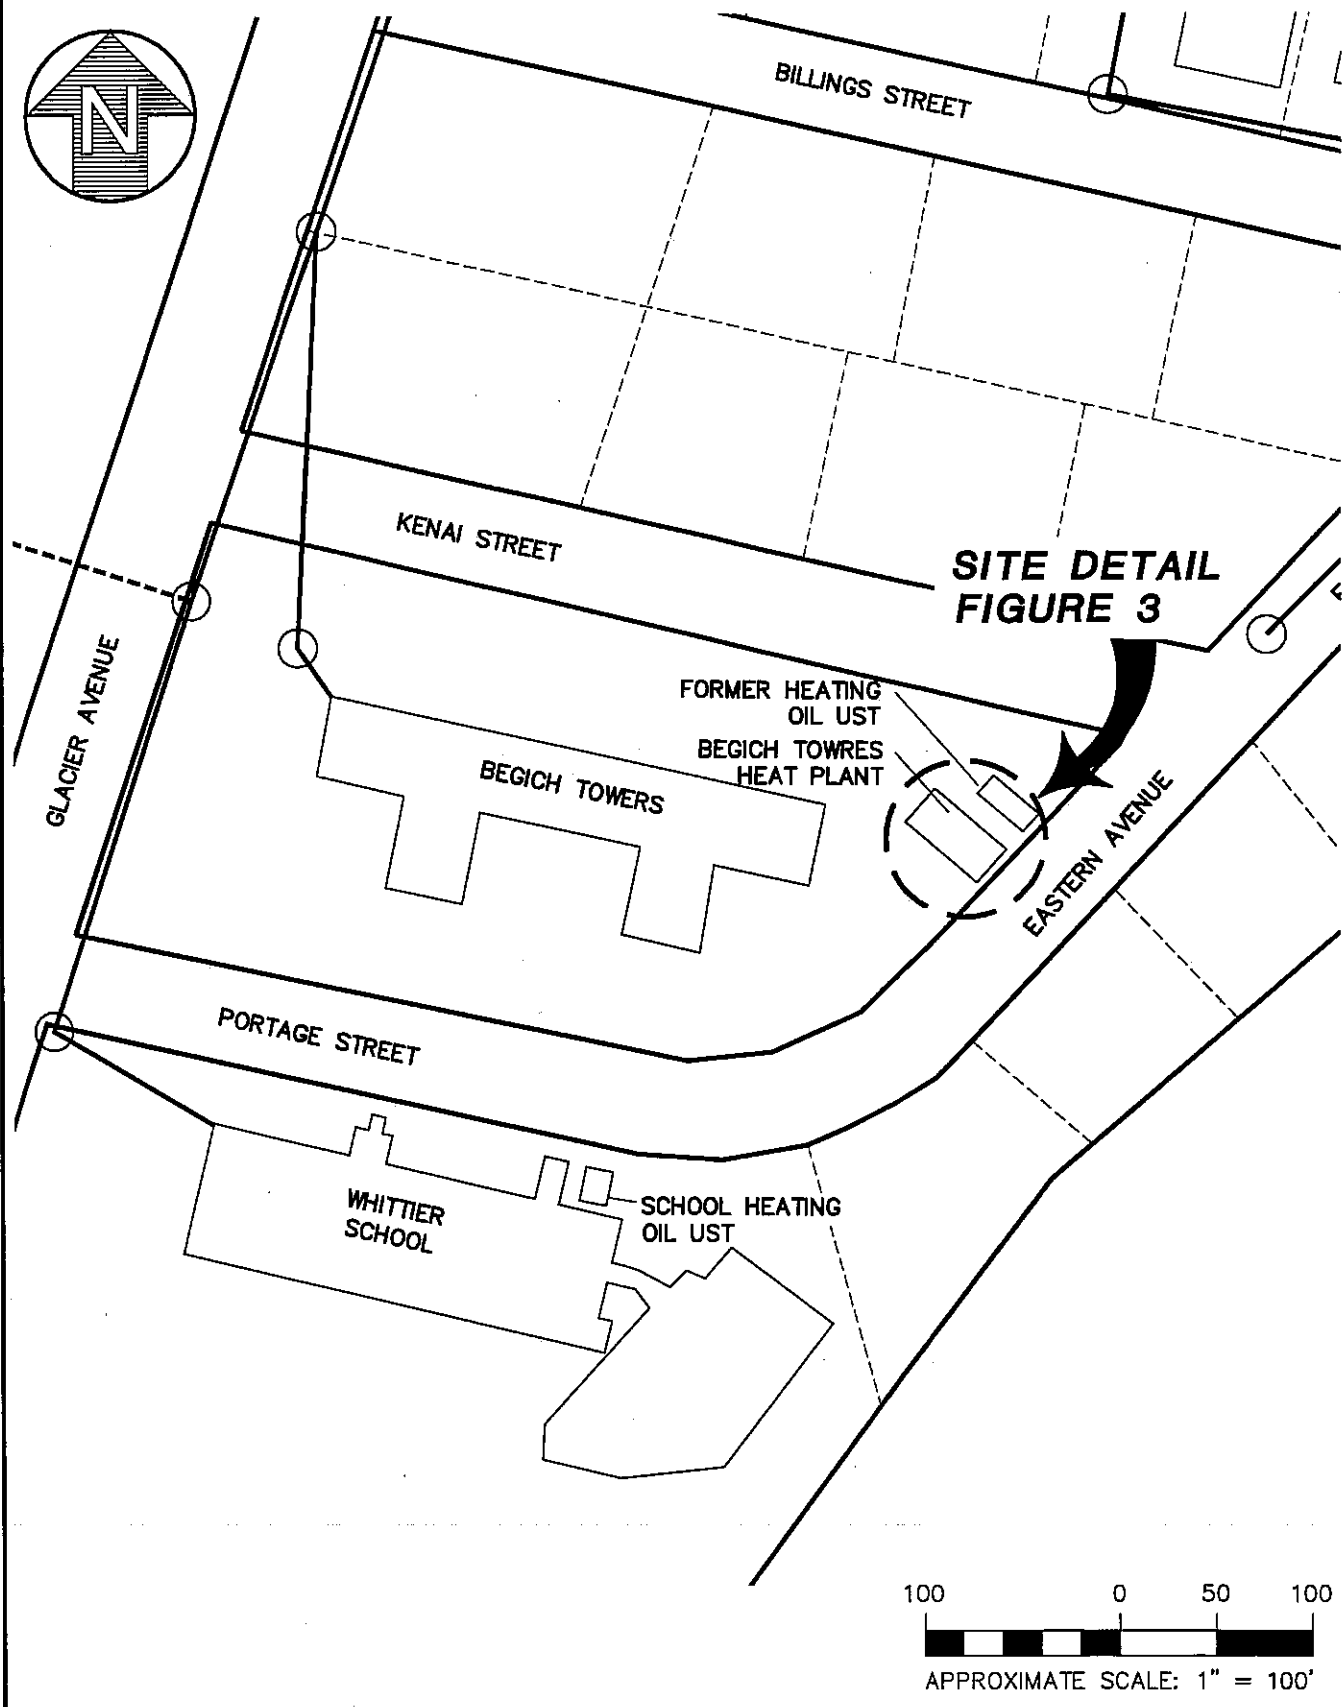 N
BILLINGS STREET
KENAI STREET
SITE DETAIL
FIGURE 3
GLACIER AVENUE
FORMER HEATING
OIL UST
BEGICH TOWRES
HEAT PLANT
BEGICH TOWERS
EASTERN AVENUE
PORTAGE STREET
WHITTIER
SCHOOL
SCHOOL HEATING
OIL UST
100 0 50 100
APPROXIMATE SCALE: 1" = 100'